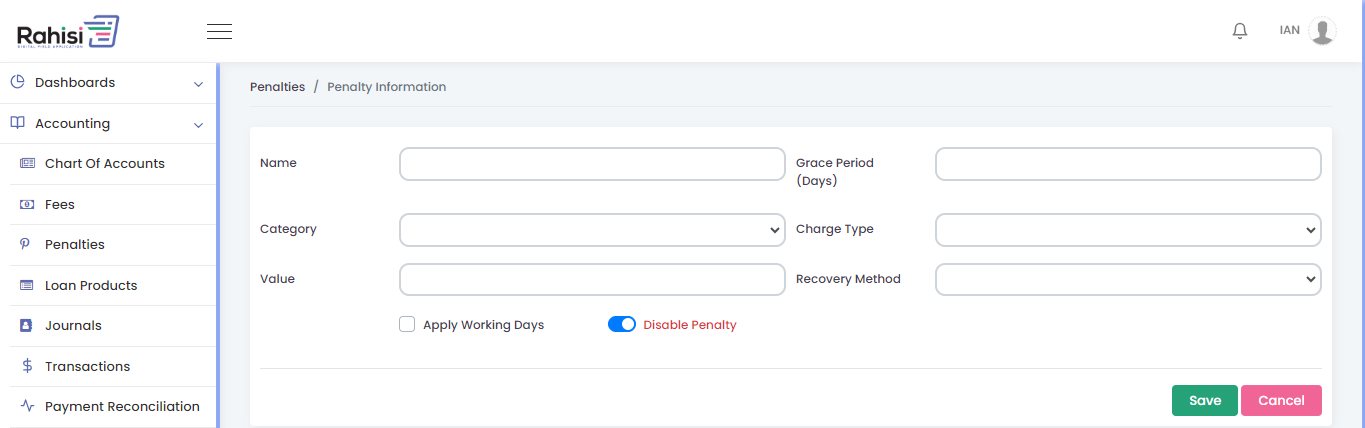 Rahisi
DIGITAL FIELD APPLICATION
IAN
Dashboards
Accounting
Chart Of Accounts
Fees
Penalties
Loan Products
Journals
Transactions
Payment Reconciliation
Penalties / Penalty Information
Name
Grace Period
(Days)
Category
Charge Type
Value
Recovery Method
Apply Working Days
Disable Penalty
Save
Cancel